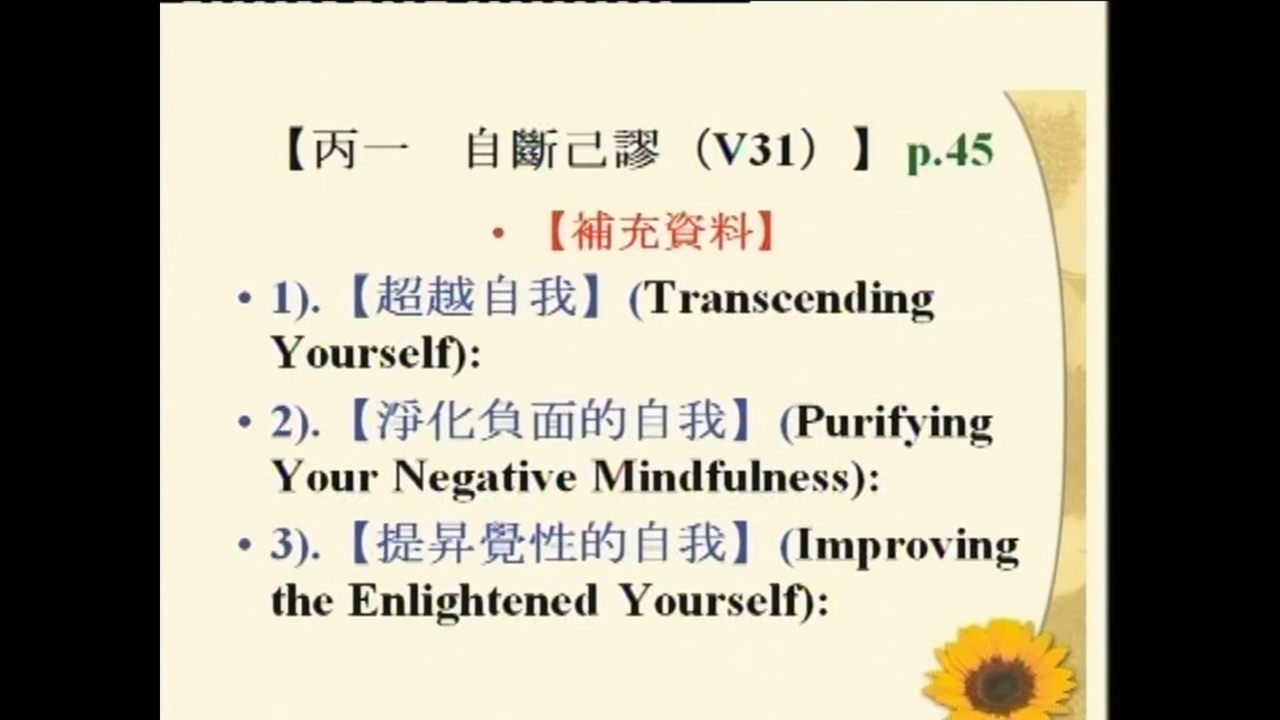 【丙一　自斷己謬（V31）】 p.45
• 【補充資料】
• 1).【超越自我】(Transcending
Yourself):
• 2).【淨化負面的自我】(Purifying
Your Negative Mindfulness):
• 3).【提昇覺性的自我】(Improving
the Enlightened Yourself):